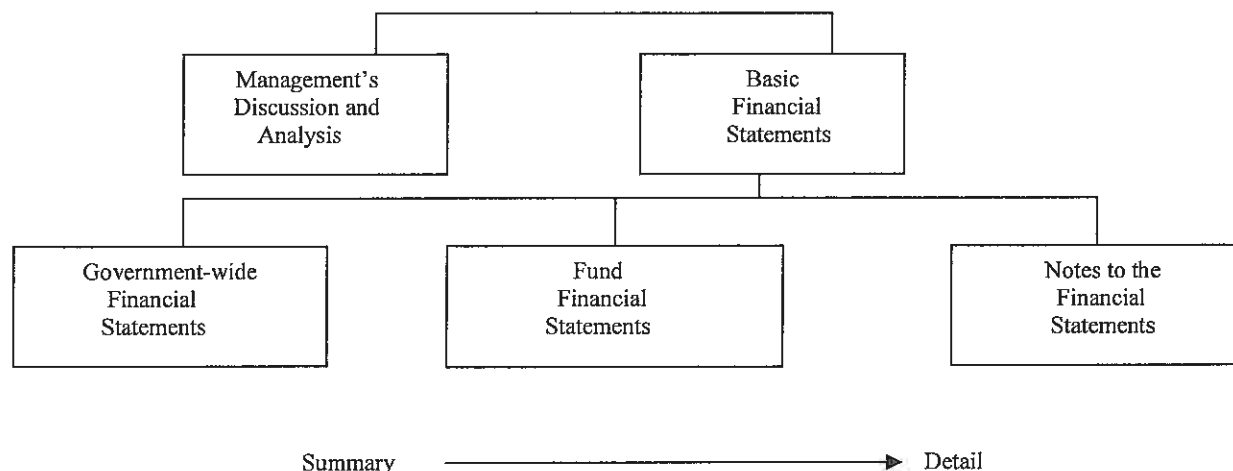 Management's
Discussion and
Analysis
Basic
Financial
Statements
Government-wide
Financial
Statements
Fund
Financial
Statements
Notes to the
Financial
Statements
Summary
Detail